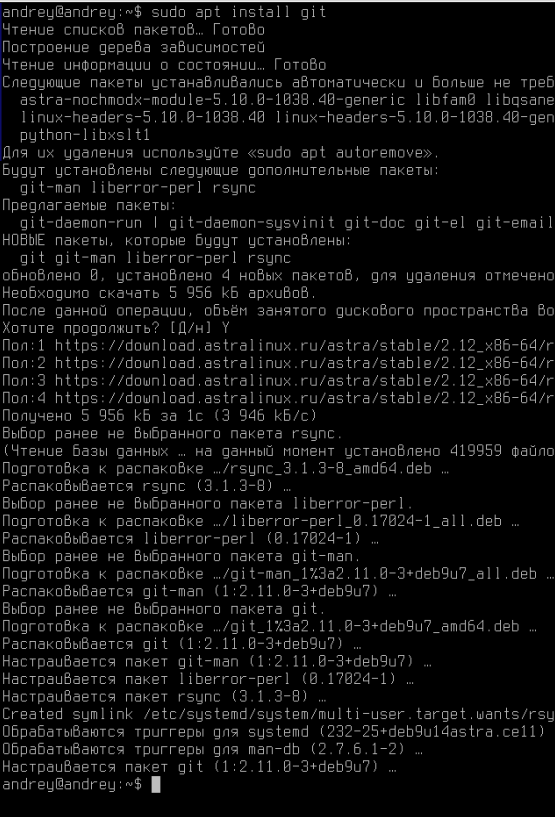 andrey@andrey:~$ sudo apt install git
Чтение списков пакетов… Готово
Построение дерева зависимостей
Чтение информации о состоянии… Готово
Следующие пакеты устанавливались автоматически и больше не треб
astra-nochmodx-module-5.10.0-1038.40-generic libfam0 libqsane
linux-headers-5.10.0-1038.40 linux-headers-5.10.0-1038.40-gen
python-libxslt1
Для их удаления используйте «sudo apt autoremove».
Будут установлены следующие дополнительные пакеты:
git-man liberror-perl rsync
Предлагаемые пакеты:
git-daemon-run | git-daemon-sysvinit git-doc git-el git-email
НОВЫЕ пакеты, которые будут установлены:
git git-man liberror-perl rsync
обновлено 0, установлено 4 новых пакетов, для удаления отмечено
Необходимо скачать 5 956 kБ архивов.
После данной операции, объём занятого дискового пространства во
Хотите продолжить? [Д/н] Y
Пол:1 https://download.astralinux.ru/astra/stable/2.12_x86-64/r
Пол:2 https://download.astralinux.ru/astra/stable/2.12_x86-64/r
Пол:3 https://download.astralinux.ru/astra/stable/2.12_x86-64/r
Пол:4 https://download.astralinux.ru/astra/stable/2.12_x86-64/r
Получено 5 956 kБ за 1с (3 946 kБ/c)
Выбор ранее не выбранного пакета rsync.
(Чтение базы данных … на данный момент установлено 419959 файло
Подготовка к распаковке …/rsync_3.1.3-8_amd64.deb …
Распаковывается rsync (3.1.3-8) …
Выбор ранее не выбранного пакета liberror-perl.
Подготовка к распаковке …/liberror-perl_0.17024-1_all.deb …
Распаковывается liberror-perl (0.17024-1) …
Выбор ранее не выбранного пакета git-man.
Подготовка к распаковке …/git-man_1%3a2.11.0-3+deb9u7_all.deb …
Распаковывается git-man (1:2.11.0-3+deb9u7) …
Выбор ранее не выбранного пакета git.
Подготовка к распаковке …/git_1%3a2.11.0-3+deb9u7_amd64.deb …
Распаковывается git (1:2.11.0-3+deb9u7) …
Настраивается пакет git-man (1:2.11.0-3+deb9u7) …
Настраивается пакет liberror-perl (0.17024-1) …
Настраивается пакет rsync (3.1.3-8) …
Created symlink /etc/systemd/system/multi-user.target.wants/rsy
Обрабатываются триггеры для systemd (232-25+deb9u14astra.ce11)
Обрабатываются триггеры для man-db (2.7.6.1-2) …
Настраивается пакет git (1:2.11.0-3+deb9u7) …
andrey@andrey:~$